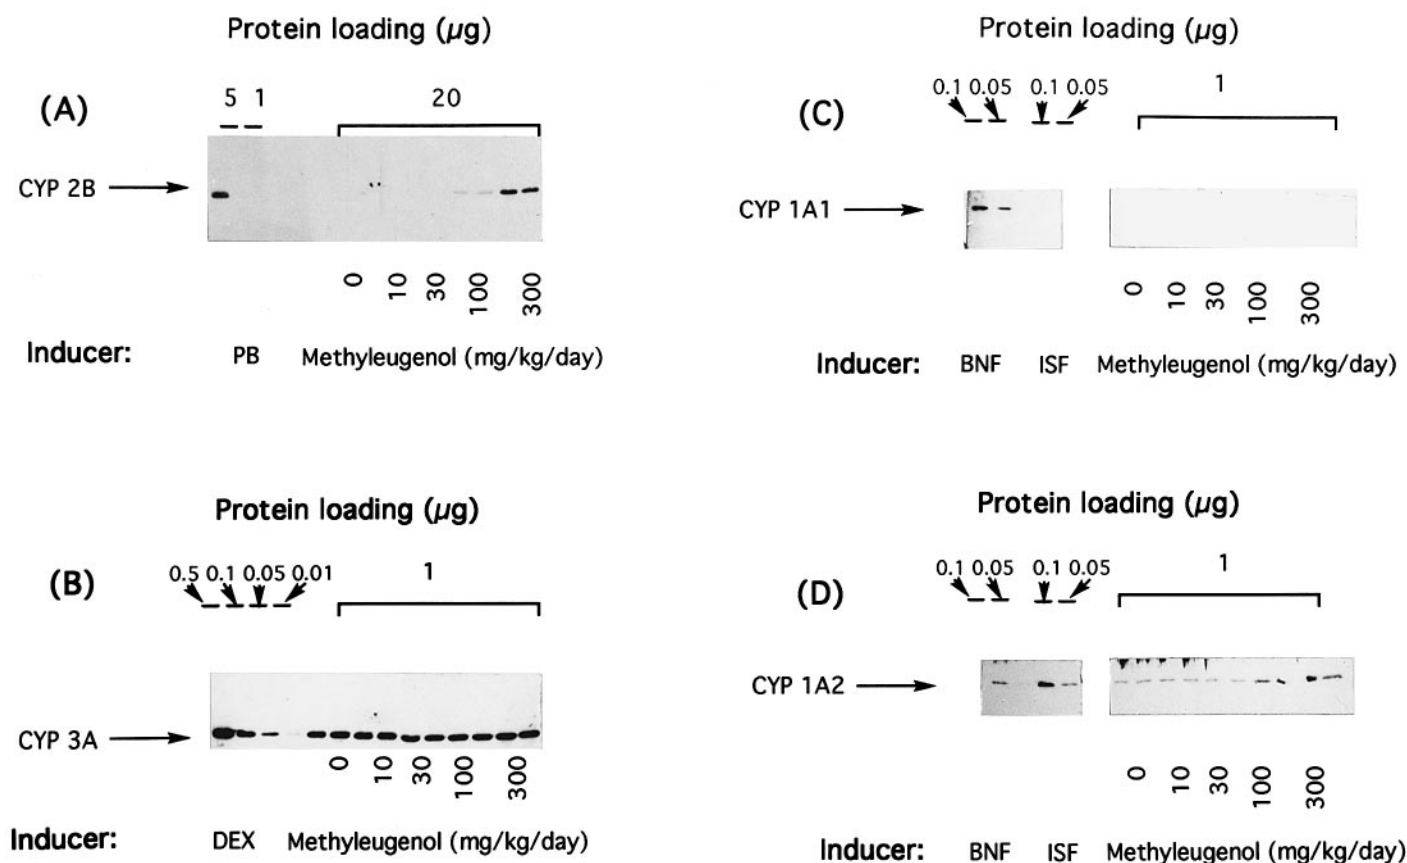 Protein loading (µg)
(A)
5 1 20
CYP 2B
0 10 30 100 300
Inducer: PB Methyleugenol (mg/kg/day)
Protein loading (µg)
(B)
0.5 0.1 0.05 0.01 1
CYP 3A
0 10 30 100 300
Inducer: DEX Methyleugenol (mg/kg/day)
Protein loading (µg)
(C)
0.1 0.05 0.1 0.05 1
CYP 1A1
0 10 30 100 300
Inducer: BNF ISF Methyleugenol (mg/kg/day)
Protein loading (µg)
(D)
0.1 0.05 0.1 0.05 1
CYP 1A2
0 10 30 100 300
Inducer: BNF ISF Methyleugenol (mg/kg/day)